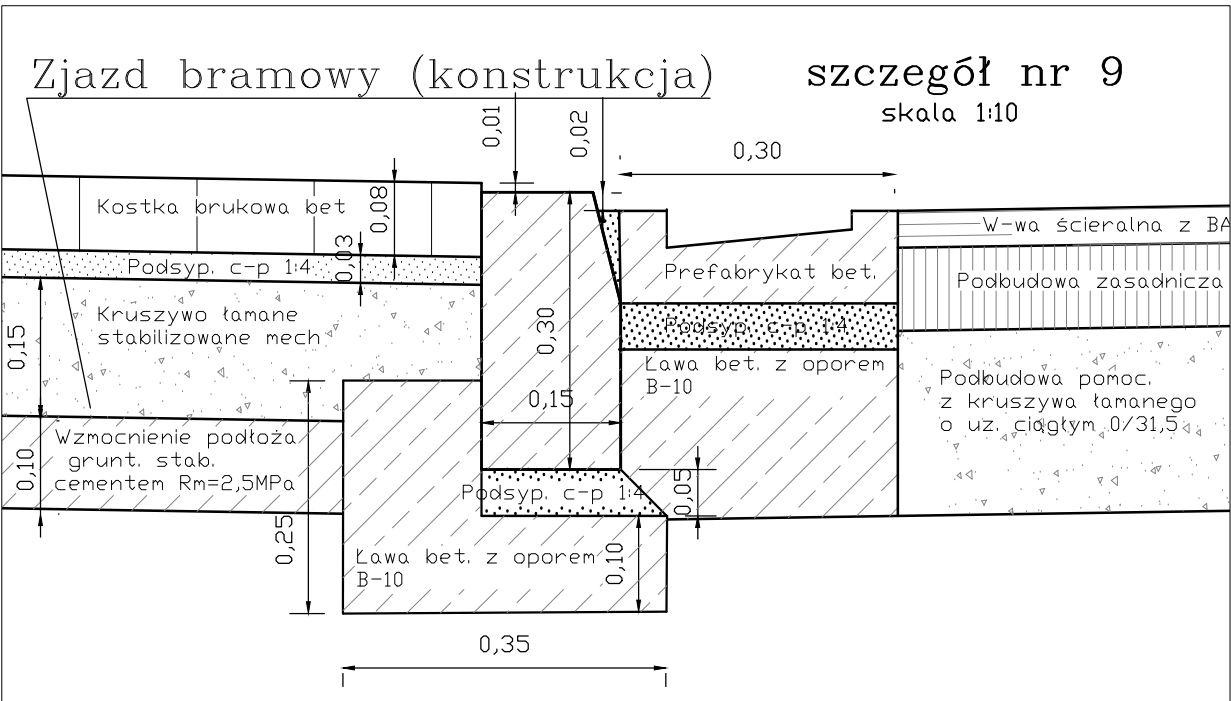 Zjazd bramowy (konstrukcja)
szczegół nr 9
skala 1:10
0,01
0,02
0,30
Kostka brukowa bet
0,08
W-wa ścieralna z BA
Podsyp. c-p 1:4
0,03
Prefabrykat bet.
Podbudowa zasadnicza
Kruszywo łamane
stabilizowane mech
0,15
0,30
Podsyp. c-p 1:4
Ława bet. z oporem
B-10
0,15
Podbudowa pomoc.
z kruszywa łamanego
o uz. ciągłym 0/31,5
Wzmocnienie podłoża
grunt. stab.
cementem Rm=2,5MPa
0,10
Podsyp. c-p 1:4
0,05
0,25
Ława bet. z oporem
B-10
0,10
0,35